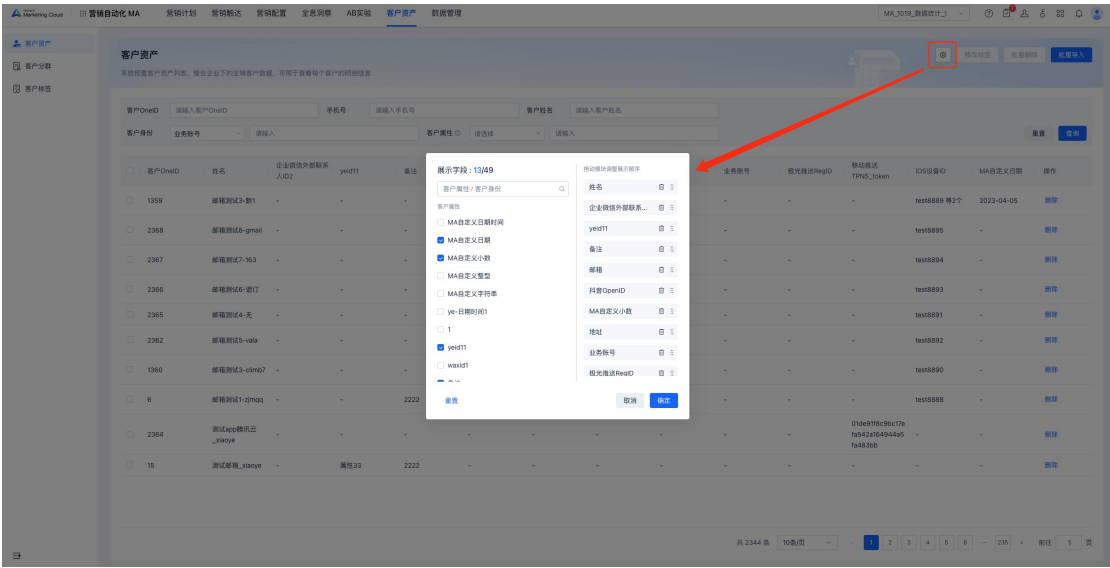 Marketing Cloud
营销自动化 MA
营销计划 营销触达 营销配置 全息洞察 AB实验 客户资产 数据管理
MA_1019_数据统计_1
客户资产
客户分群
客户标签
客户资产
系统预置客户资产列表，整合企业下的全域客户数据，可用于查看每个客户的明细信息
修改标签 批量删除 批量导入
客户OneID 请输入客户OneID 手机号 请输入手机号 客户姓名 请输入客户姓名
客户身份 业务账号 请输入 客户属性 请选择 请输入 重置 查询
客户OneID 姓名 企业微信外部联系人ID2 yeid11 备注 业务账号 极光推送RegID 移动推送TPNS_token iOS设备ID MA自定义日期 操作
1359 邮箱测试3-数1 - - - - - - test8889 等2个 2023-04-05 删除
2368 邮箱测试8-gmail - - - - - - test8895 - 删除
2367 邮箱测试7-163 - - - - - - test8894 - 删除
2366 邮箱测试6-退订 - - - - - - test8893 - 删除
2365 邮箱测试4-无 - - - - - - test8891 - 删除
2362 邮箱测试5-vala - - - - - - test8892 - 删除
1360 邮箱测试3-climb7 - - - - - - test8890 - 删除
6 邮箱测试1-zjmqq - - 2222 - - - test8888 - 删除
2364 测试app腾讯云_xiaoye - - - - - - - - - - 01de91f8c9bc17efa542a164944a5fa483bb - - 删除
15 测试邮箱_xiaoye - 属性33 2222 - - - - - - - - - 删除
展示字段 : 13/49
客户属性 / 客户身份
客户属性
MA自定义日期时间
MA自定义日期
MA自定义小数
MA自定义整型
MA自定义字符串
ye-日期时间1
1
yeid11
waxid1
备注
重置
拖动模块调整展示顺序
姓名
企业微信外部联系...
yeid11
备注
邮箱
抖音OpenID
MA自定义小数
地址
业务账号
极光推送RegID
取消 确定
共 2344 条 10条/页 1 2 3 4 5 6 ... 235 前往 1 页